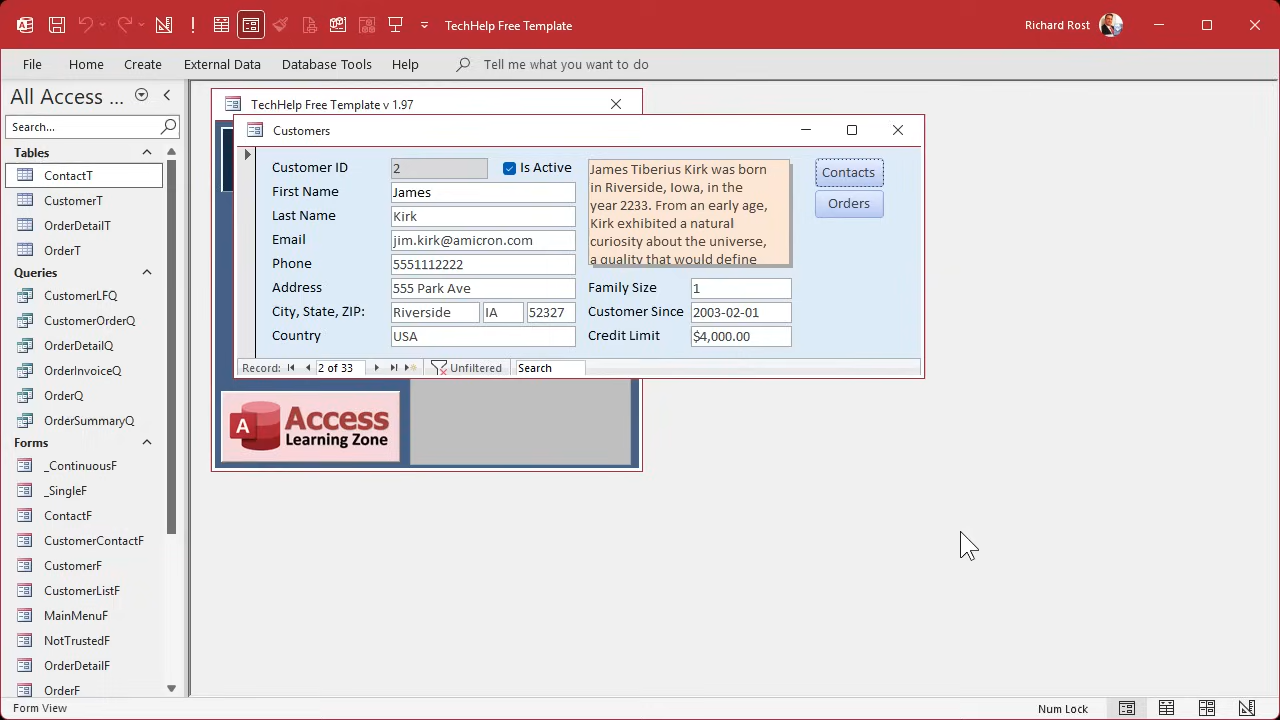 TechHelp Free Template
Richard Rost
File Home Create External Data Database Tools Help Tell me what you want to do
All Access ...
Search...
Tables
ContactT
CustomerT
OrderDetailT
OrderT
Queries
CustomerLFQ
CustomerOrderQ
OrderDetailQ
OrderInvoiceQ
OrderQ
OrderSummaryQ
Forms
_ContinuousF
_SingleF
ContactF
CustomerContactF
CustomerF
CustomerListF
MainMenuF
NotTrustedF
OrderDetailF
OrderF
TechHelp Free Template v 1.97
Customers
Customer ID 2 Is Active
First Name James
Last Name Kirk
Email jim.kirk@amicron.com
Phone 5551112222
Address 555 Park Ave
City, State, ZIP: Riverside IA 52327
Country USA
James Tiberius Kirk was born
in Riverside, Iowa, in the
year 2233. From an early age,
Kirk exhibited a natural
curiosity about the universe,
a quality that would define
Family Size 1
Customer Since 2003-02-01
Credit Limit $4,000.00
Contacts
Orders
Record: 2 of 33 Unfiltered Search
A Access
Learning Zone
Form View
Num Lock